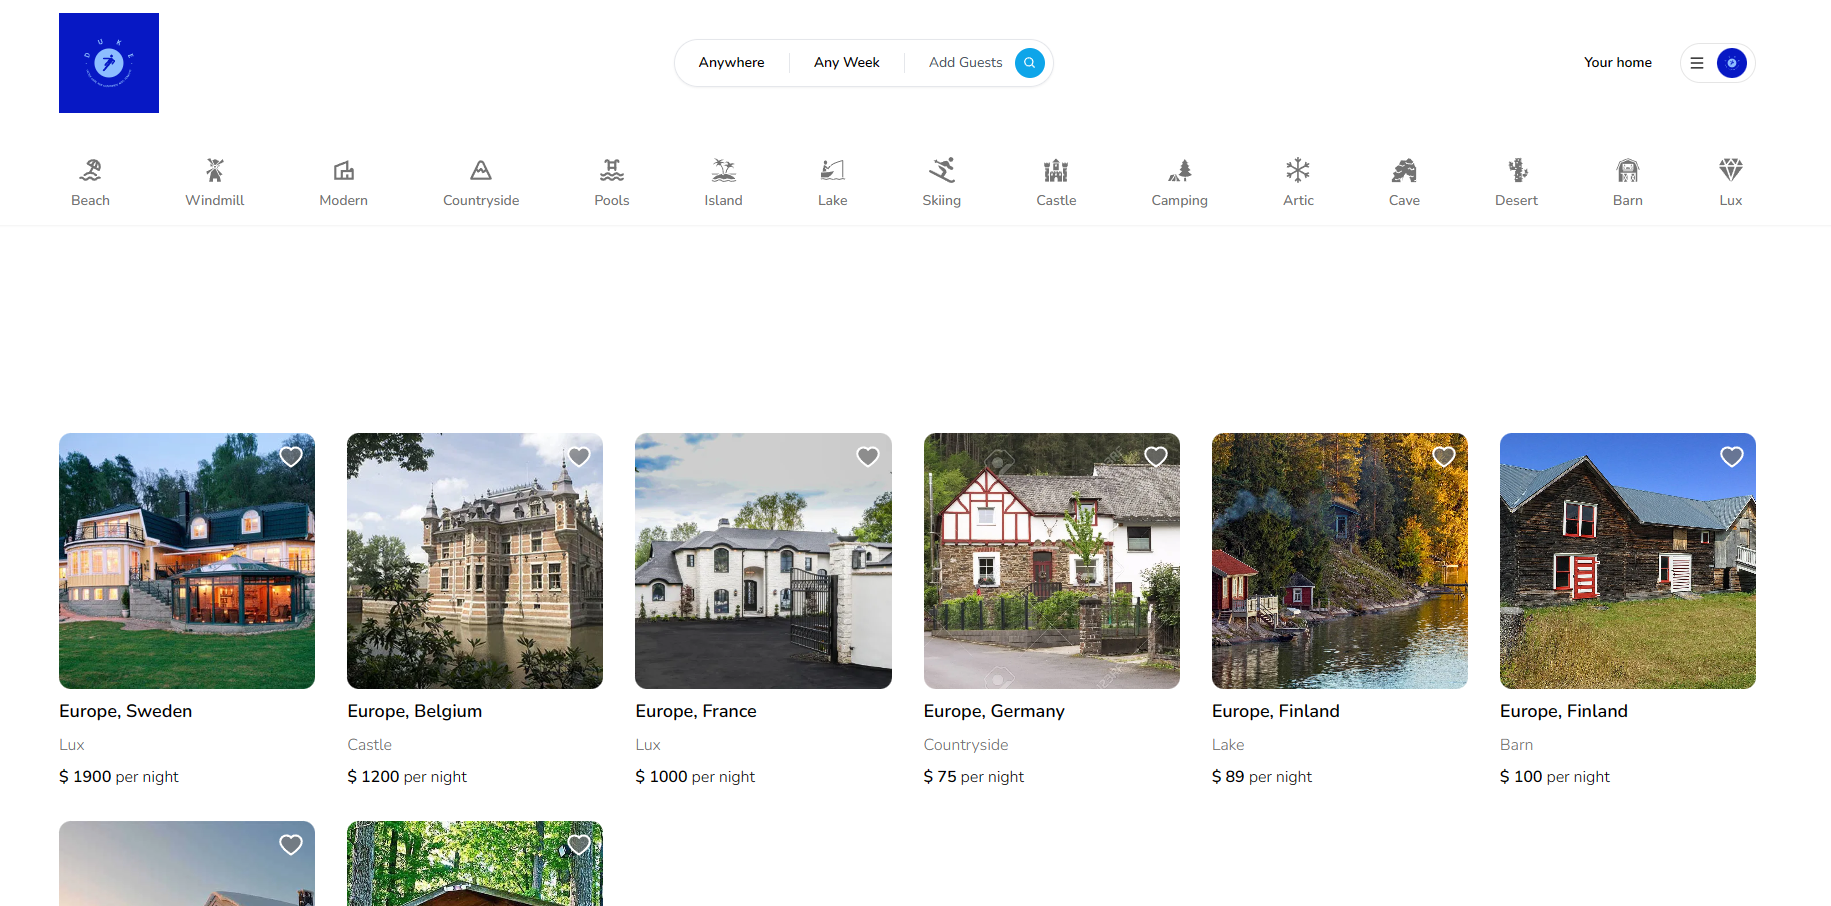 DUKE
Anywhere
Any Week
Add Guests
Your home
Beach
Windmill
Modern
Countryside
Pools
Island
Lake
Skiing
Castle
Camping
Artic
Cave
Desert
Barn
Lux
Europe, Sweden
Lux
$ 1900 per night
Europe, Belgium
Castle
$ 1200 per night
Europe, France
Lux
$ 1000 per night
Europe, Germany
Countryside
$ 75 per night
Europe, Finland
Lake
$ 89 per night
Europe, Finland
Barn
$ 100 per night